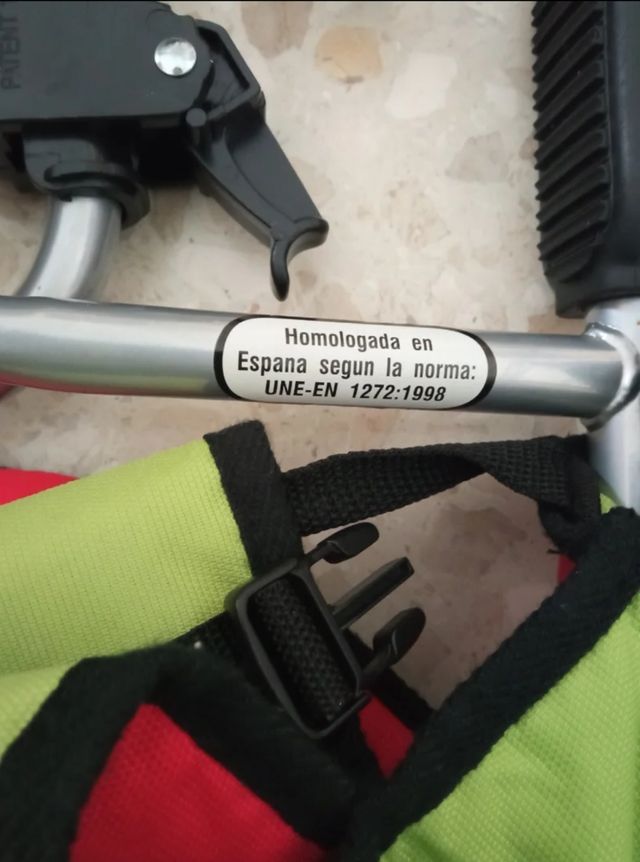 PATENT
Homologada en
Espana segun la norma:
UNE-EN 1272:1998